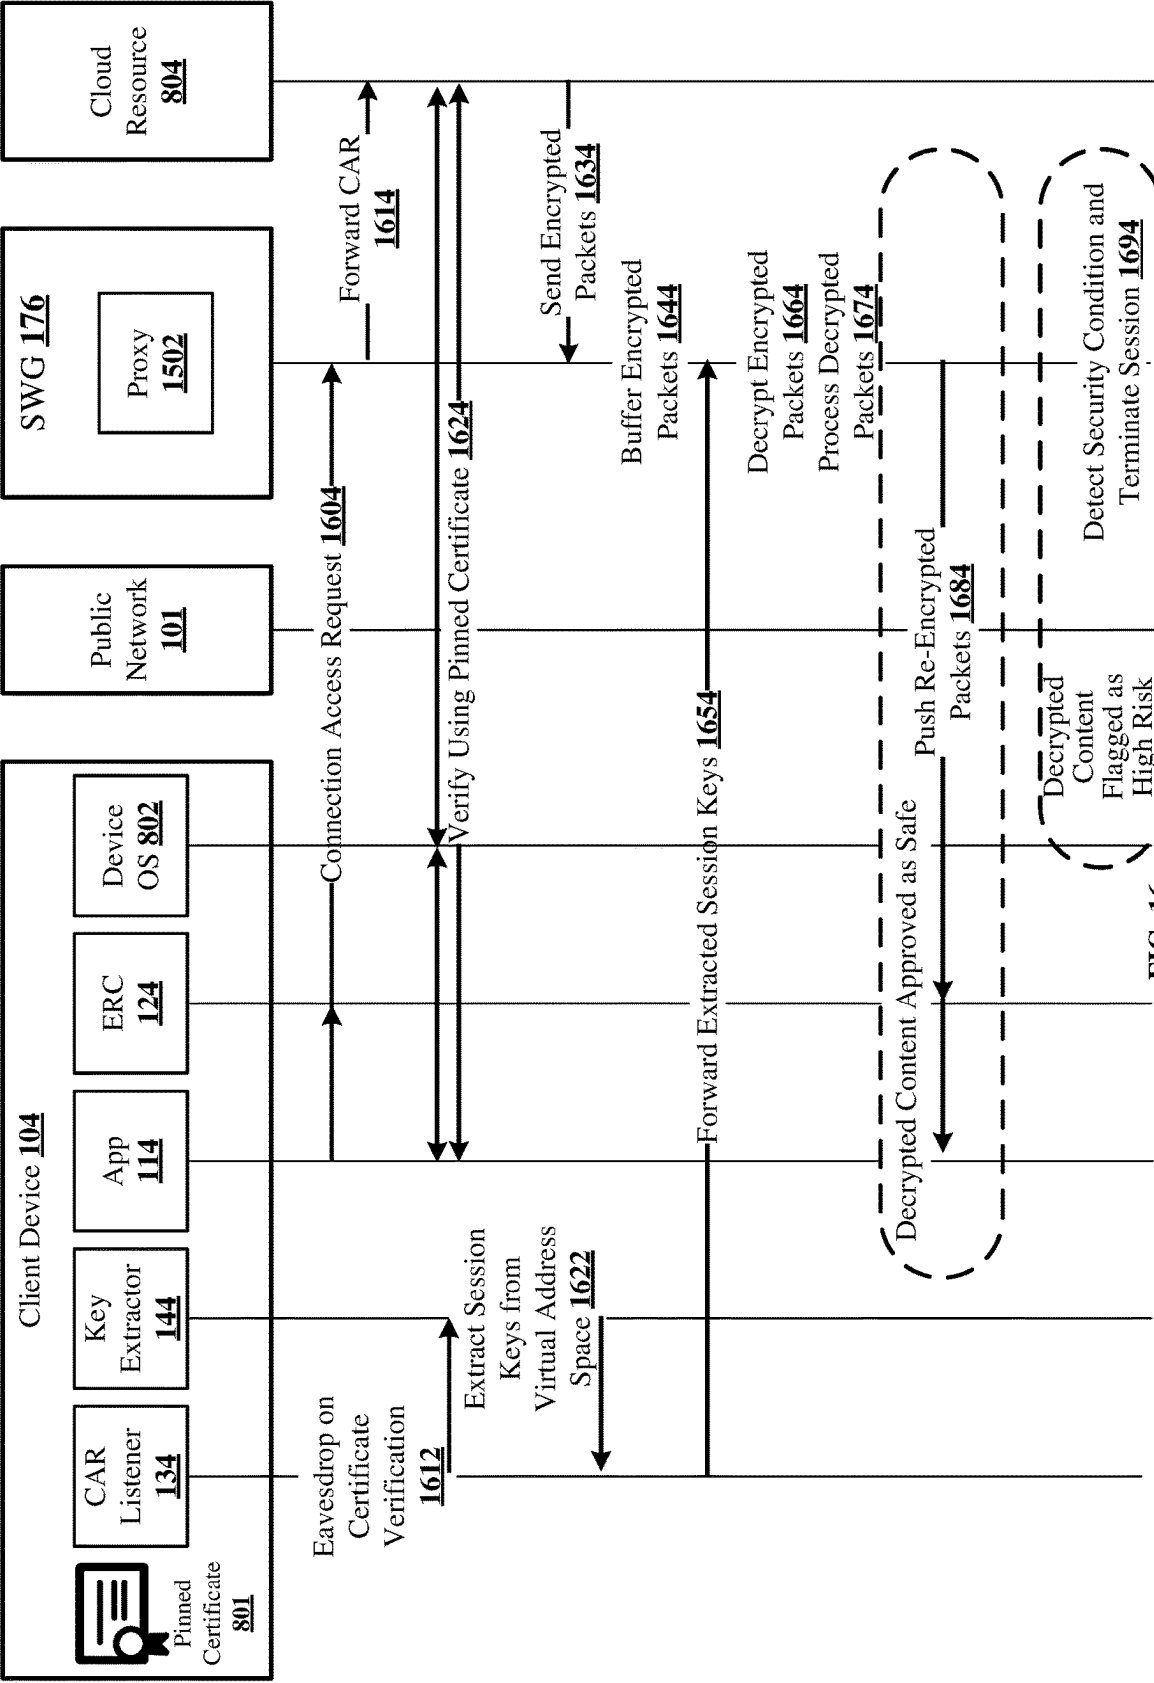 Client Device 104
Pinned
Certificate
801
CAR
Listener
134
Key
Extractor
144
App
114
ERC
124
Device
OS 802
Public
Network
101
SWG 176
Proxy
1502
Cloud
Resource
804
Connection Access Request 1604
Forward CAR
1614
Eavesdrop on
Certificate
Verification
1612
Verify Using Pinned Certificate 1624
Extract Session
Keys from
Virtual Address
Space 1622
Send Encrypted
Packets 1634
Buffer Encrypted
Packets 1644
Forward Extracted Session Keys 1654
Decrypt Encrypted
Packets 1664
Process Decrypted
Packets 1674
Decrypted Content Approved as Safe
Push Re-Encrypted
Packets 1684
Decrypted
Content
Flagged as
High Risk
Detect Security Condition and
Terminate Session 1694